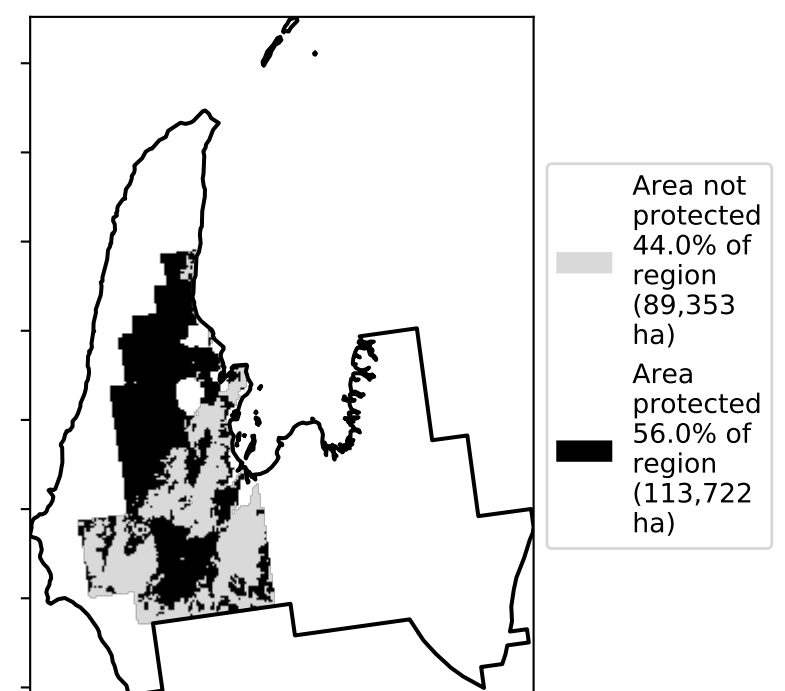 Area not
protected
44.0% of
region
(89,353
ha)
Area
protected
56.0% of
region
(113,722
ha)